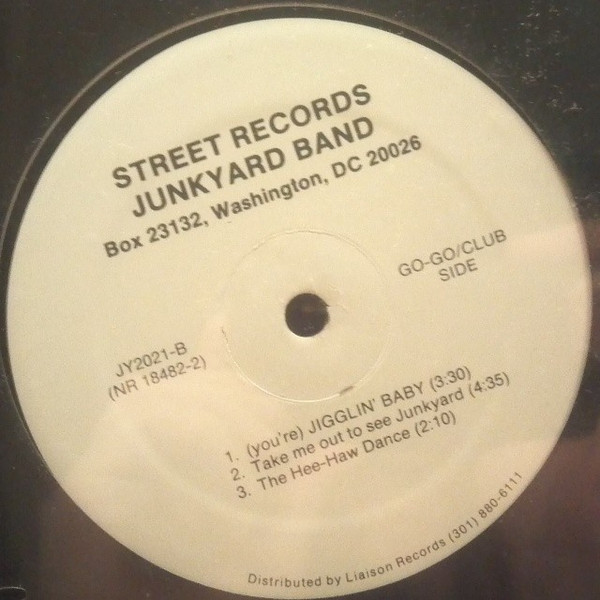 STREET RECORDS
JUNKYARD BAND
Box 23132, Washington, DC 20026
GO-GO/CLUB
SIDE
JY2021-B
(NR 18482-2)
1. (you're) JIGGLIN' BABY (3:30)
2. Take me out to see Junkyard (4:35)
3. The Hee-Haw Dance (2:10)
Distributed by Liaison Records (301) 880-6111